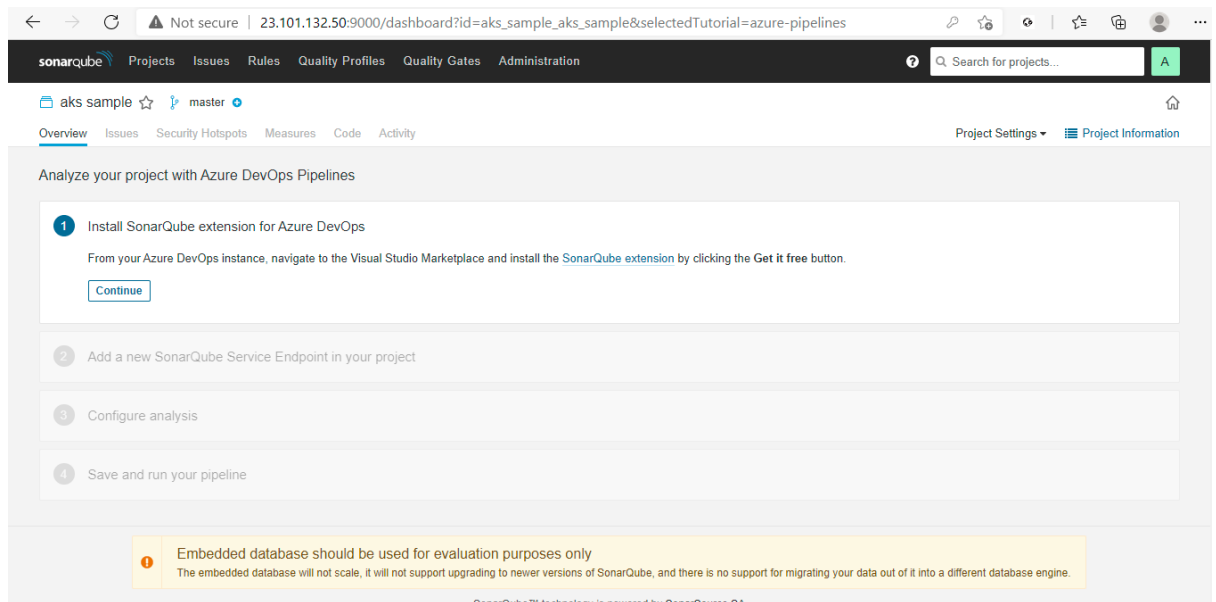 Not secure 23.101.132.50:9000/dashboard?id=aks_sample_aks_sample&selectedTutorial=azure-pipelines
sonarqube Projects Issues Rules Quality Profiles Quality Gates Administration ? Search for projects... A
aks sample master
Overview Issues Security Hotspots Measures Code Activity Project Settings Project Information
Analyze your project with Azure DevOps Pipelines
1 Install SonarQube extension for Azure DevOps
From your Azure DevOps instance, navigate to the Visual Studio Marketplace and install the SonarQube extension by clicking the Get it free button.
Continue
2 Add a new SonarQube Service Endpoint in your project
3 Configure analysis
4 Save and run your pipeline
Embedded database should be used for evaluation purposes only
The embedded database will not scale, it will not support upgrading to newer versions of SonarQube, and there is no support for migrating your data out of it into a different database engine.
SonarQube™ technology is powered by SonarSource SA